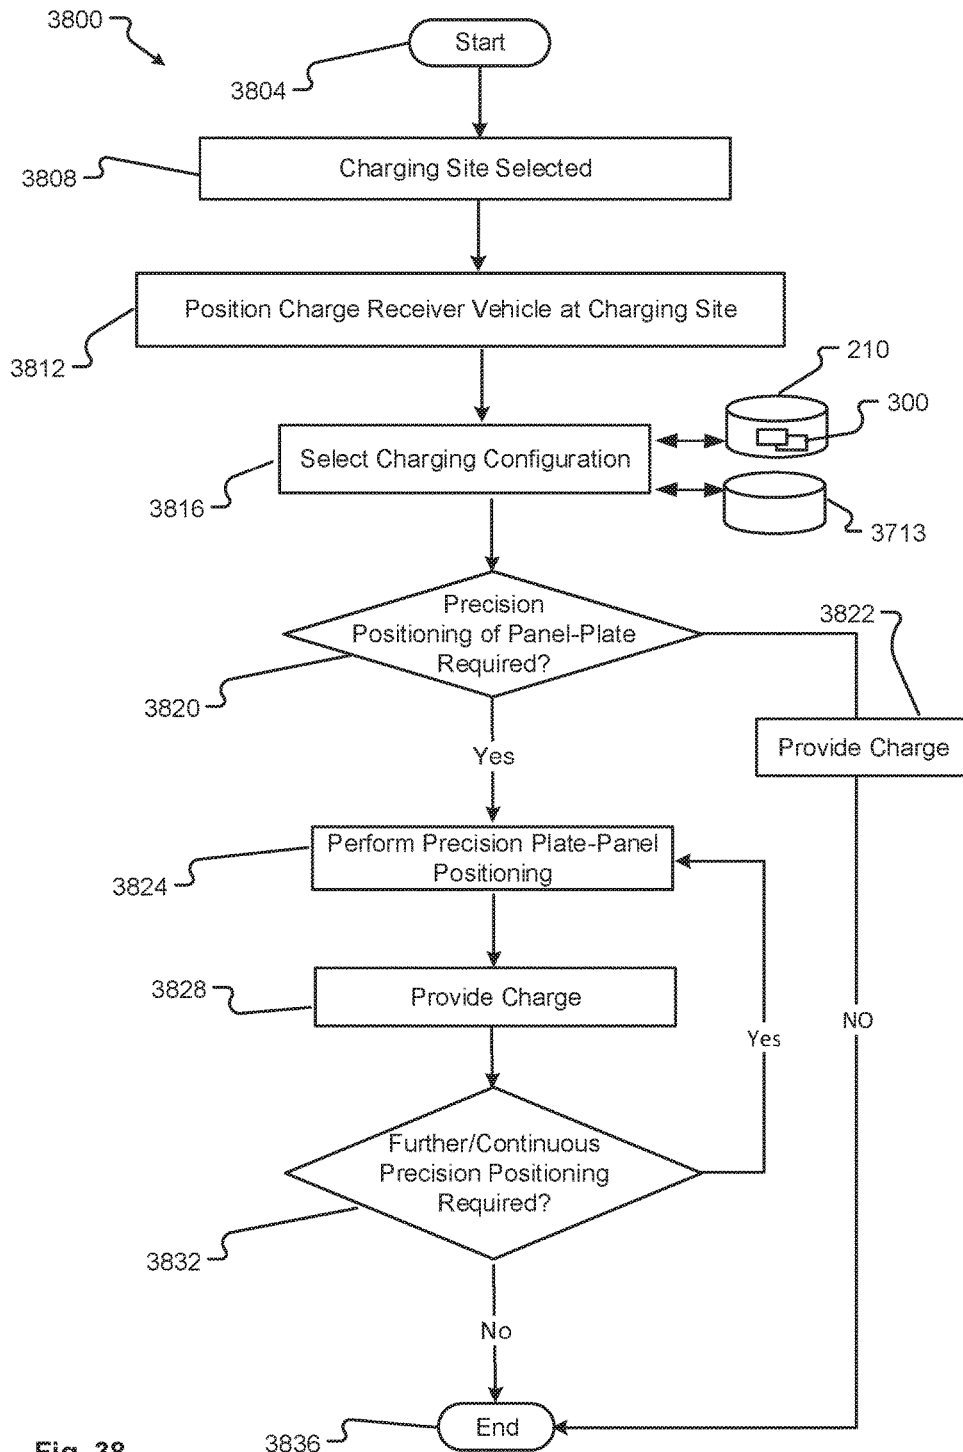 3800
Start
3804
Charging Site Selected
3808
Position Charge Receiver Vehicle at Charging Site
3812
210
300
Select Charging Configuration
3816
3713
Precision
Positioning of Panel-Plate
Required?
3820
3822
Provide Charge
Yes
Perform Precision Plate-Panel
Positioning
3824
Provide Charge
3828
NO
Yes
Further/Continuous
Precision Positioning
Required?
3832
No
End
3836
Fig. 38